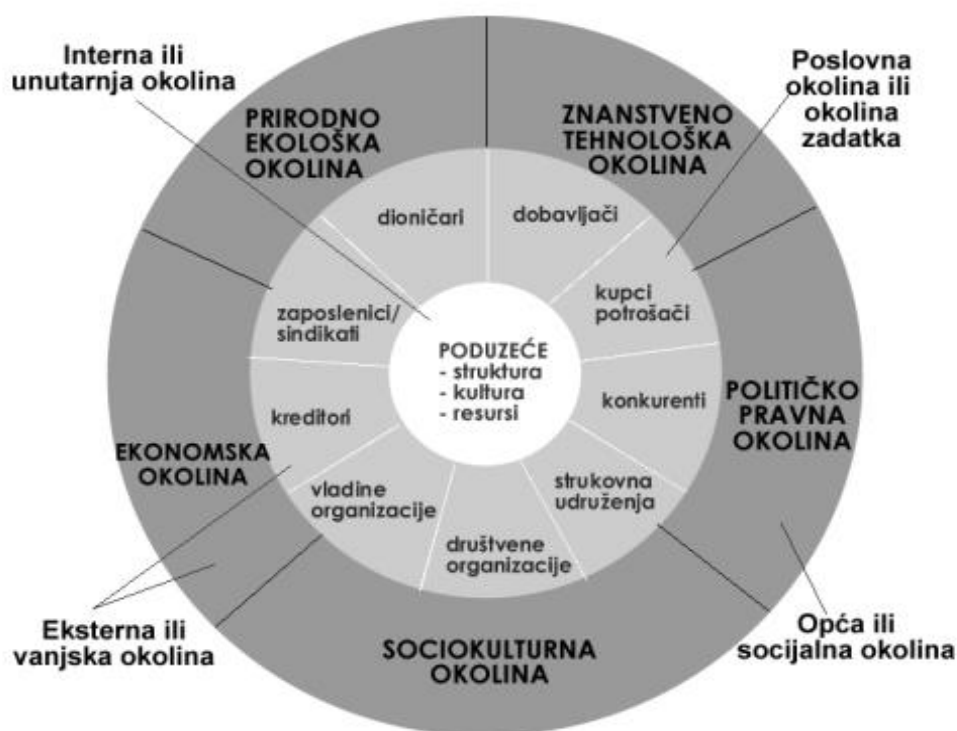 Interna ili
unutarnja okolina
Poslovna
okolina ili
okolina
zadatka
PRIRODNO
EKOLOŠKA
OKOLINA
ZNANSTVENO
TEHNOLOŠKA
OKOLINA
dioničari
dobavljači
zaposlenici/
sindikati
kupci
potrošači
PODUZEĆE
- struktura
- kultura
- resursi
kreditori
konkurenti
POLITIČKO
PRAVNA
OKOLINA
EKONOMSKA
OKOLINA
vladine
organizacije
strukovna
udruženja
društvene
organizacije
Eksterna ili
vanjska okolina
SOCIOKULTURNA
OKOLINA
Opća ili
socijalna okolina